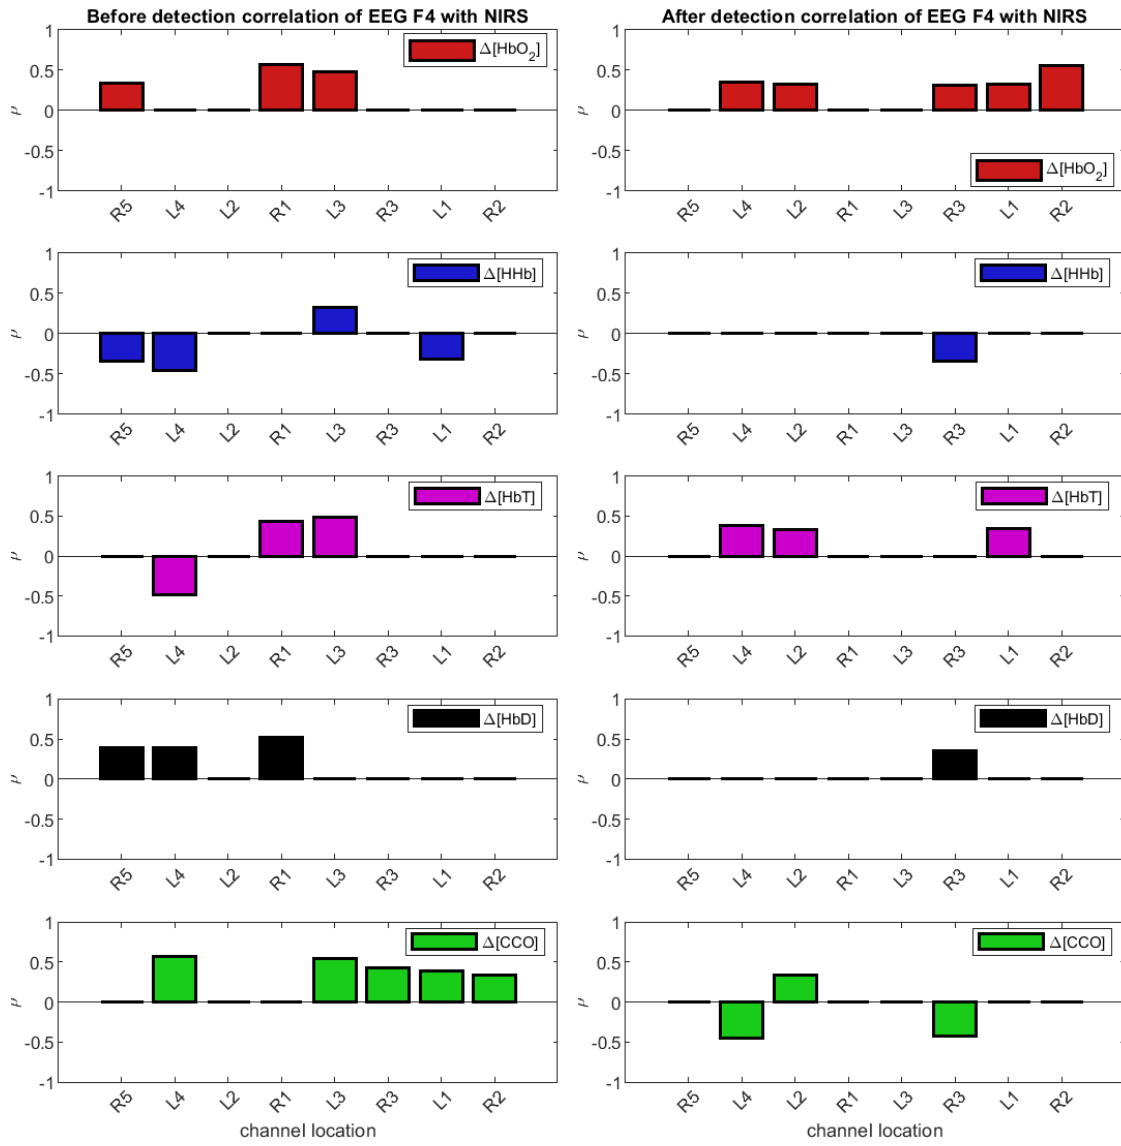 Before detection correlation of EEG F4 with NIRS
1
0.5
0
-0.5
-1
ρ
Δ[HbO2]
R5 L4 L2 R1 L3 R3 L1 R2
After detection correlation of EEG F4 with NIRS
1
0.5
0
-0.5
-1
ρ
Δ[HbO2]
R5 L4 L2 R1 L3 R3 L1 R2
1
0.5
0
-0.5
-1
ρ
Δ[HHb]
R5 L4 L2 R1 L3 R3 L1 R2
1
0.5
0
-0.5
-1
ρ
Δ[HHb]
R5 L4 L2 R1 L3 R3 L1 R2
1
0.5
0
-0.5
-1
ρ
Δ[HbT]
R5 L4 L2 R1 L3 R3 L1 R2
1
0.5
0
-0.5
-1
ρ
Δ[HbT]
R5 L4 L2 R1 L3 R3 L1 R2
1
0.5
0
-0.5
-1
ρ
Δ[HbD]
R5 L4 L2 R1 L3 R3 L1 R2
1
0.5
0
-0.5
-1
ρ
Δ[HbD]
R5 L4 L2 R1 L3 R3 L1 R2
1
0.5
0
-0.5
-1
ρ
Δ[CCO]
R5 L4 L2 R1 L3 R3 L1 R2
channel location
1
0.5
0
-0.5
-1
ρ
Δ[CCO]
R5 L4 L2 R1 L3 R3 L1 R2
channel location